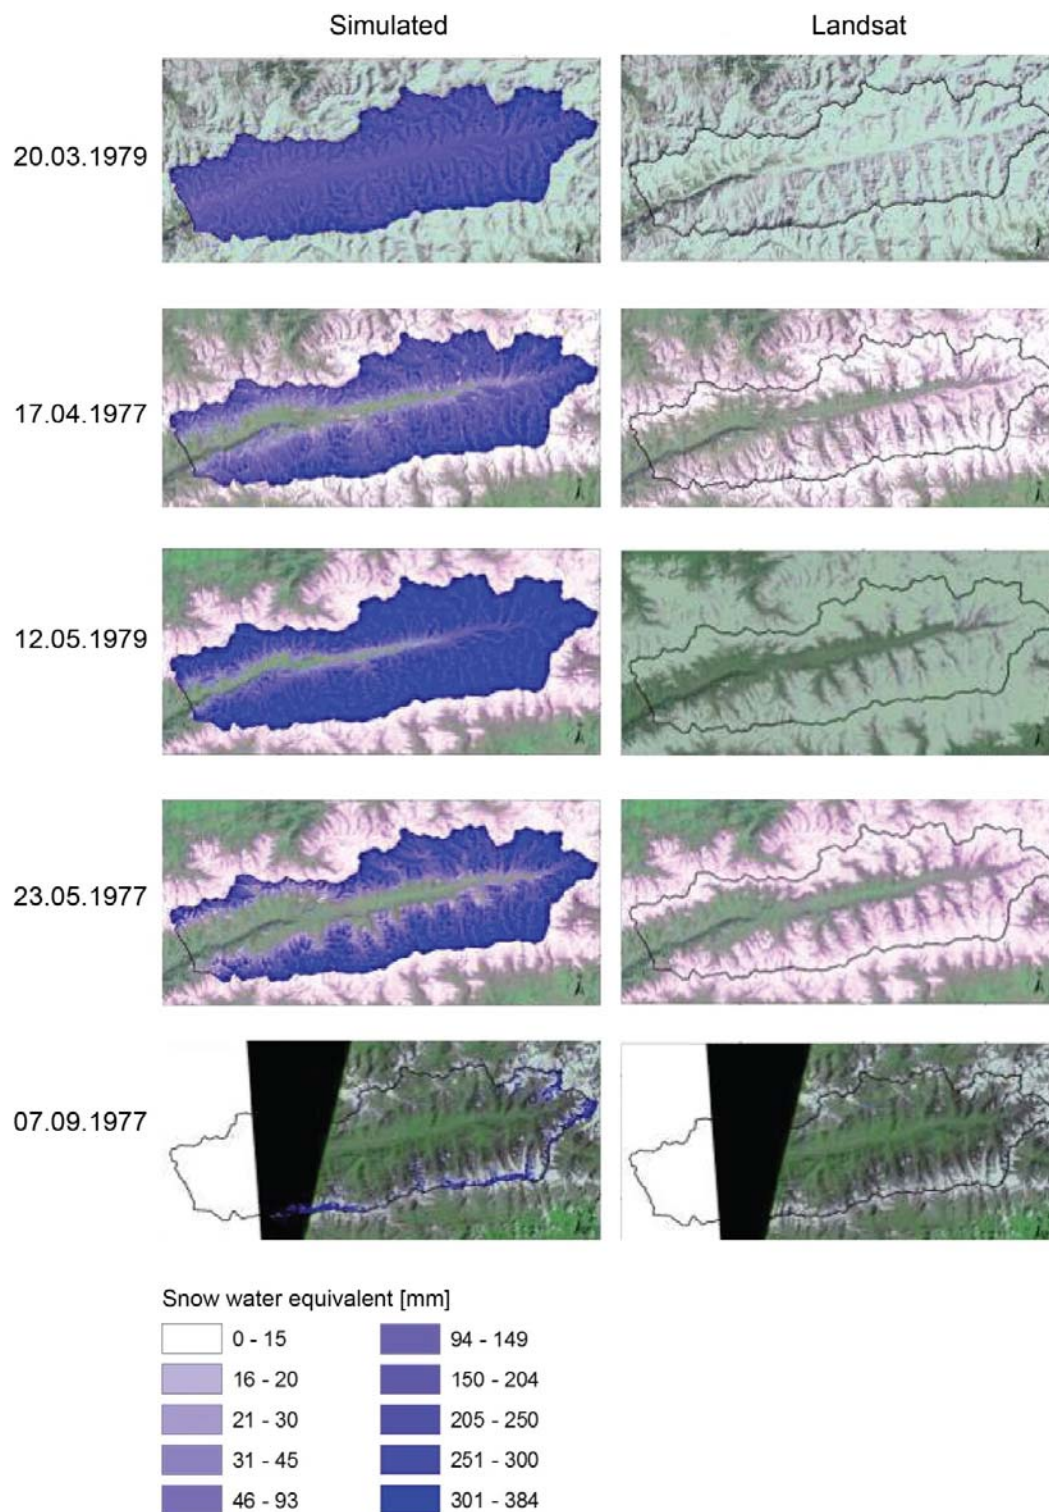 Simulated Landsat
20.03.1979
17.04.1977
12.05.1979
23.05.1977
07.09.1977
Snow water equivalent [mm]
0 - 15 94 - 149
16 - 20 150 - 204
21 - 30 205 - 250
31 - 45 251 - 300
46 - 93 301 - 384